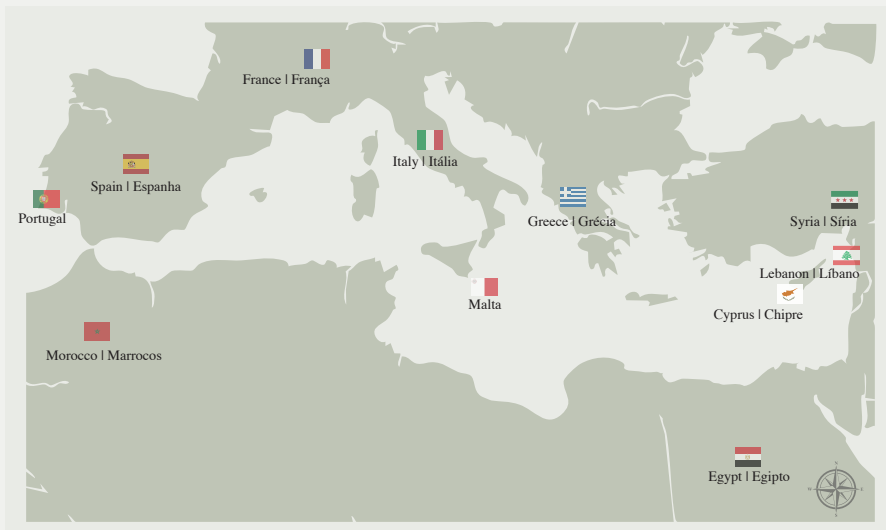 France | França
Italy | Itália
Spain | Espanha
Portugal
Greece | Grécia
Syria | Síria
Lebanon | Líbano
Malta
Cyprus | Chipre
Morocco | Marrocos
Egypt | Egipto